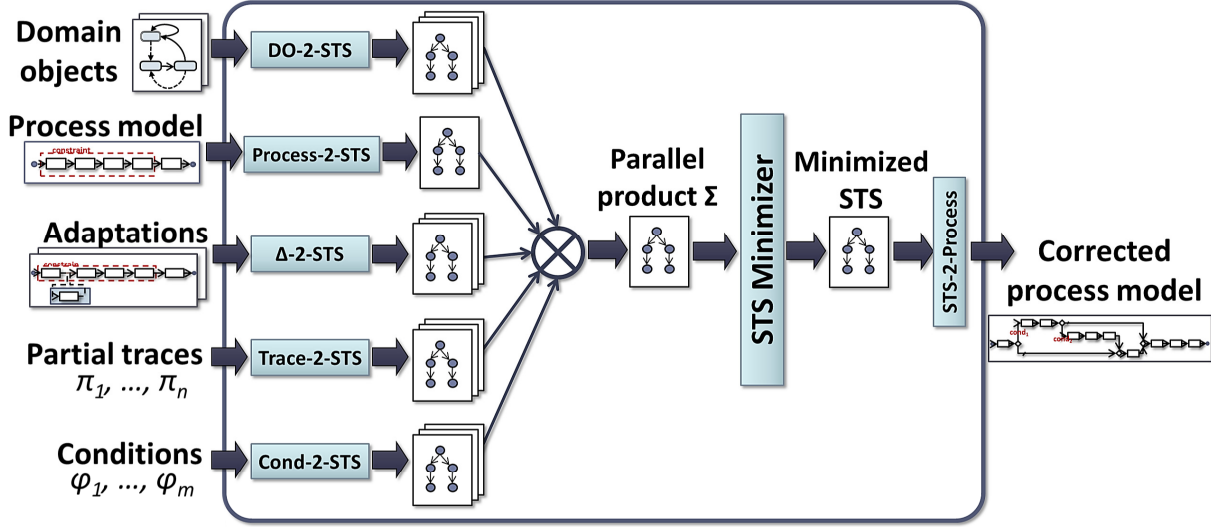 Domain
objects
DO-2-STS
Process model
constraint
Process-2-STS
Adaptations
constrain
Δ-2-STS
Partial traces
π1, ..., πn
Trace-2-STS
Conditions
φ1, ..., φm
Cond-2-STS
Parallel
product Σ
STS Minimizer
Minimized
STS
STS-2-Process
Corrected
process model
cond1